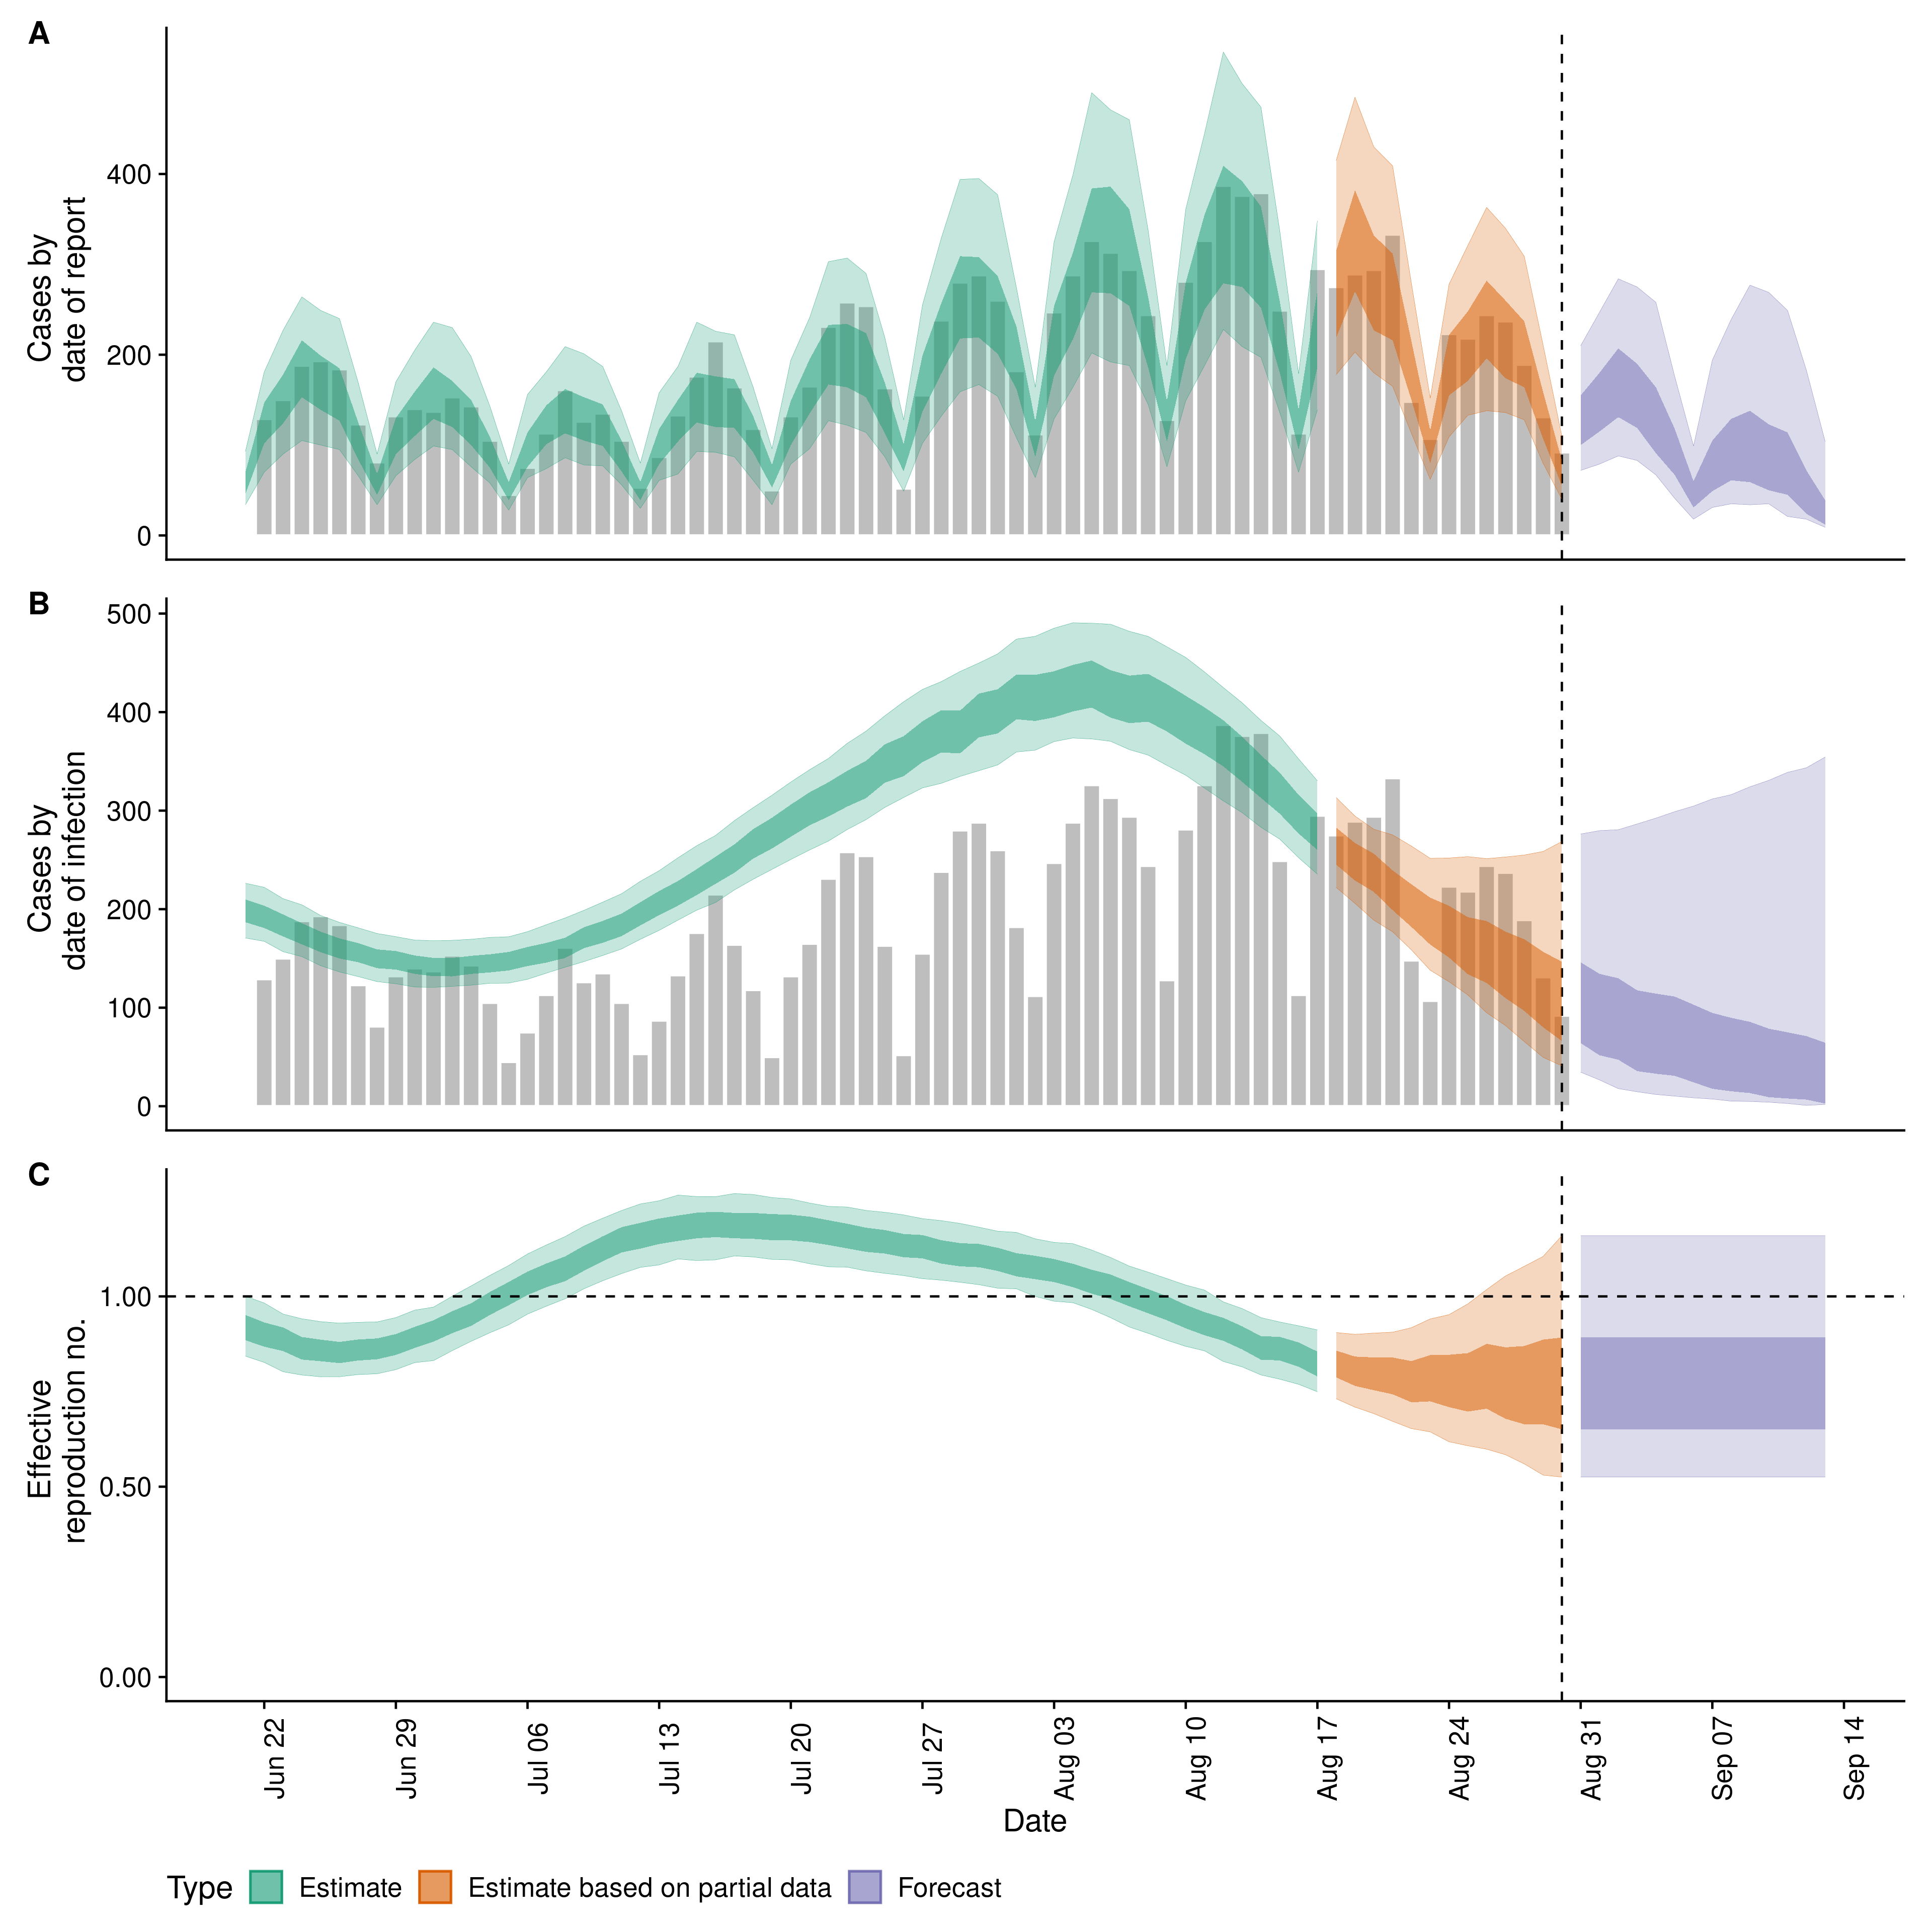 A
Cases by
date of report
400
200
0
B
Cases by
date of infection
500
400
300
200
100
0
C
Effective
reproduction no.
1.00
0.50
0.00
Jun 22
Jun 29
Jul 06
Jul 13
Jul 20
Jul 27
Aug 03
Aug 10
Aug 17
Aug 24
Aug 31
Sep 07
Sep 14
Date
Type Estimate Estimate based on partial data Forecast